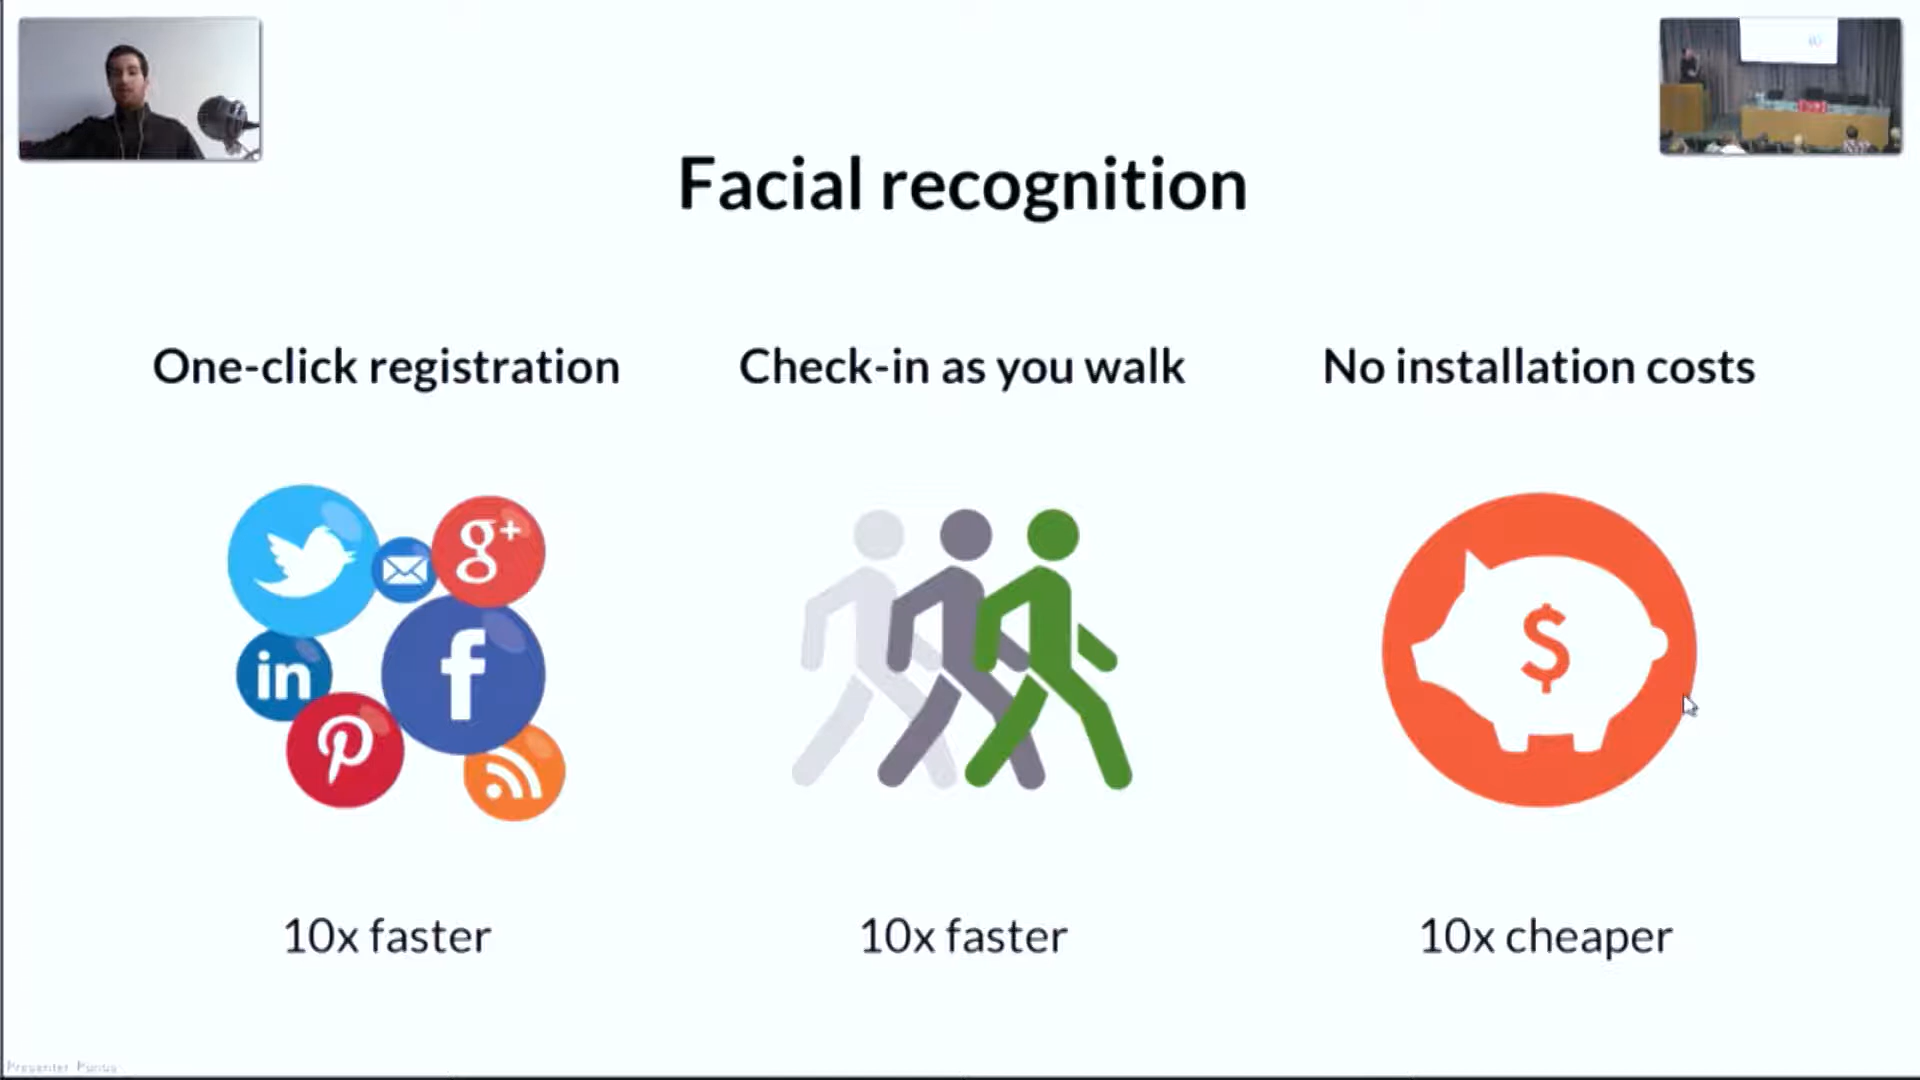 Facial recognition
One-click registration
Check-in as you walk
No installation costs
g+
in
f
$
10x faster
10x faster
10x cheaper